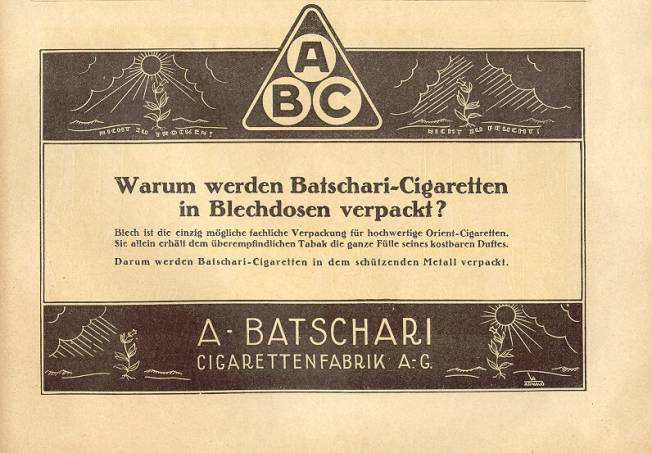 A
B C
NICHT ZU TROCKEN!
NICHT ZU FEUCHT!
Warum werden Batschari-Cigaretten
in Blechdosen verpackt?
Blech ist die einzig mögliche fachliche Verpackung für hochwertige Orient-Cigaretten.
Sie allein erhält dem überempfindlichen Tabak die ganze Fülle seines kostbaren Duftes.
Darum werden Batschari-Cigaretten in dem schützenden Metall verpackt.
A-BATSCHARI
CIGARETTENFABRIK A-G.